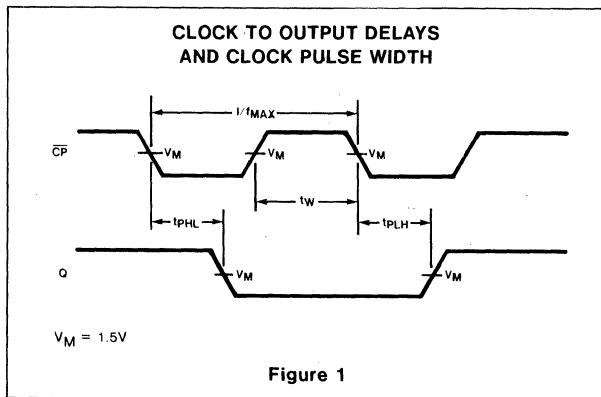 CLOCK TO OUTPUT DELAYS
AND CLOCK PULSE WIDTH
1/fMAX
CP
VM
VM
VM
tW
tPHL
tPLH
Q
VM
VM
VM = 1.5V
Figure 1